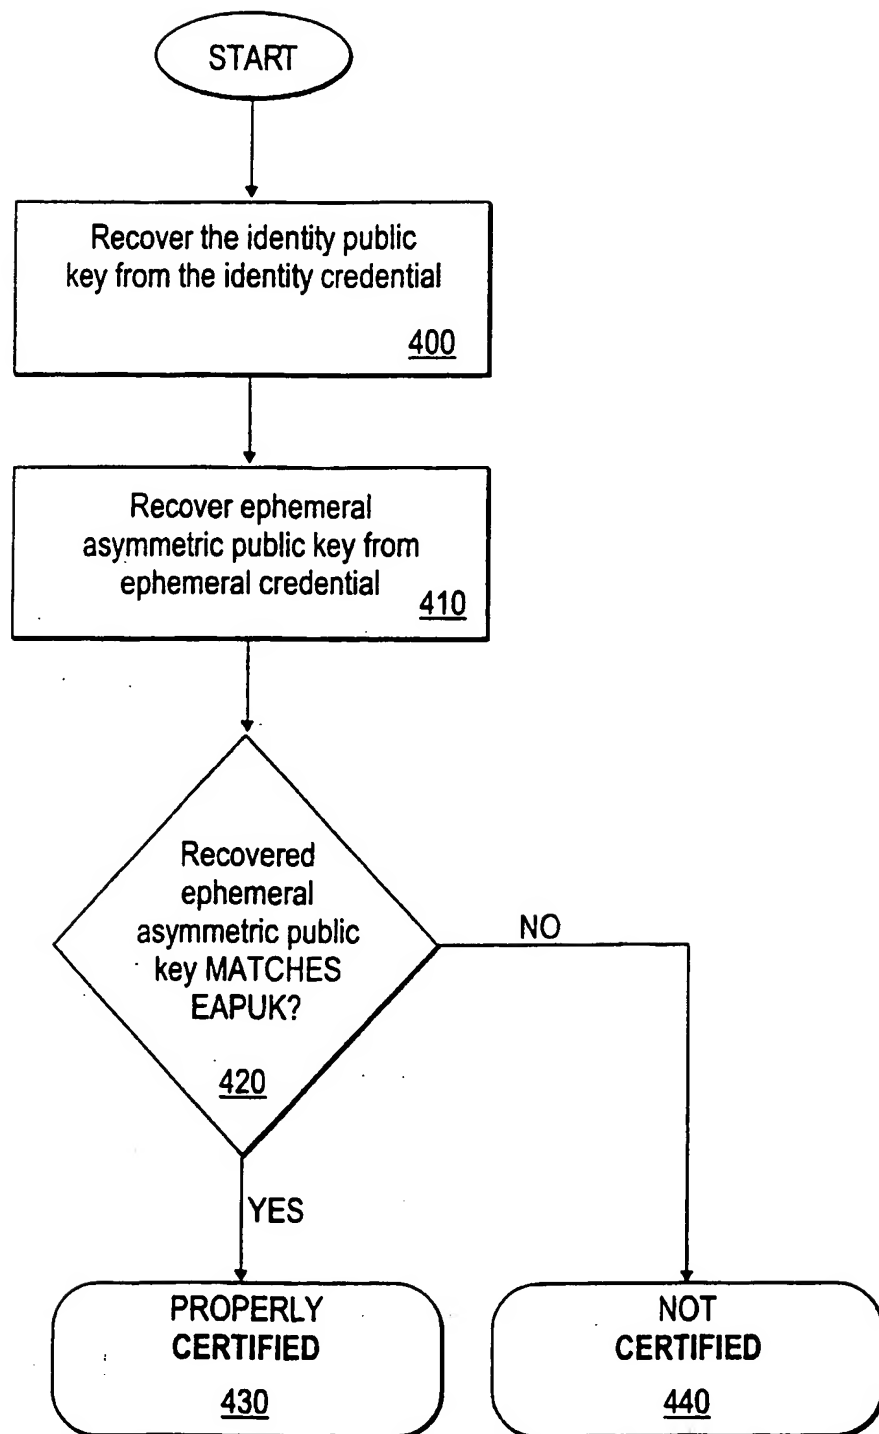 START
Recover the identity public
key from the identity credential
400
Recover ephemeral
asymmetric public key from
ephemeral credential
410
Recovered
ephemeral
asymmetric public
key MATCHES
EAPUK?
420
NO
YES
PROPERLY
CERTIFIED
430
NOT
CERTIFIED
440